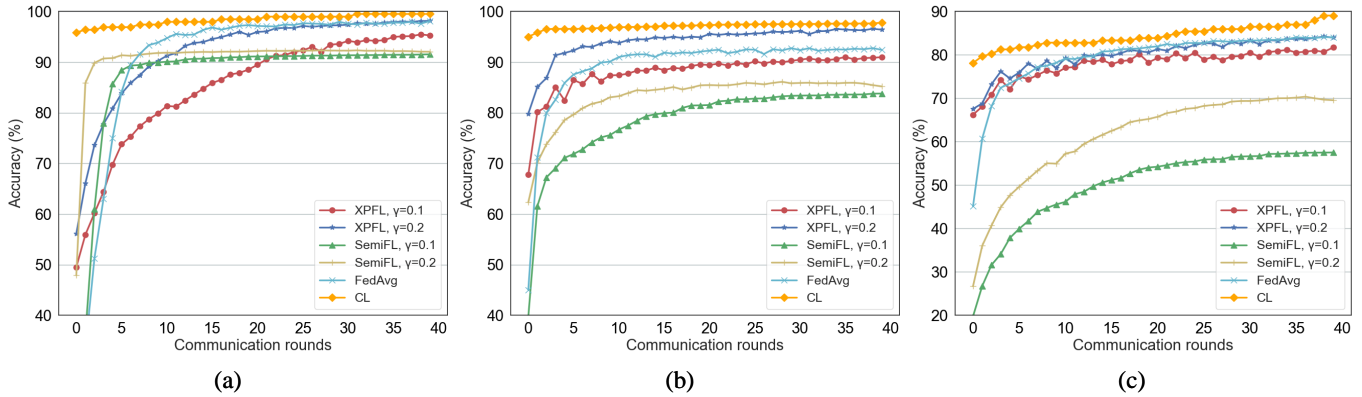 100
90
80
70
60
50
40
Accuracy (%)
XPFL, γ=0.1
XPFL, γ=0.2
SemiFL, γ=0.1
SemiFL, γ=0.2
FedAvg
CL
0 5 10 15 20 25 30 35 40
Communication rounds
(a)
100
90
80
70
60
50
40
Accuracy (%)
XPFL, γ=0.1
XPFL, γ=0.2
SemiFL, γ=0.1
SemiFL, γ=0.2
FedAvg
CL
0 5 10 15 20 25 30 35 40
Communication rounds
(b)
90
80
70
60
50
40
30
20
Accuracy (%)
XPFL, γ=0.1
XPFL, γ=0.2
SemiFL, γ=0.1
SemiFL, γ=0.2
FedAvg
CL
0 5 10 15 20 25 30 35 40
Communication rounds
(c)